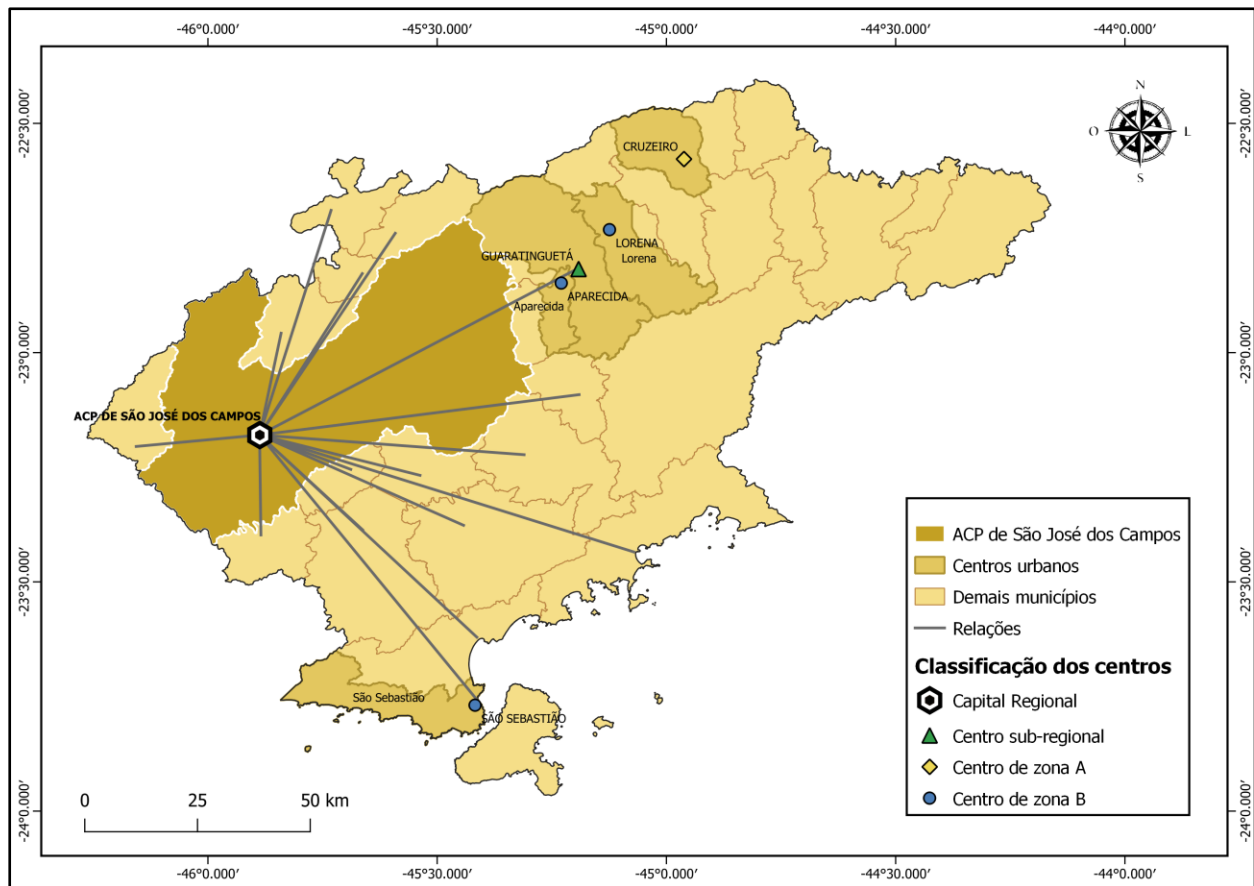 -46°0.000′
-45°30.000′
-45°0.000′
-44°30.000′
-44°0.000′
-22°30.000′
-22°30.000′
N
O
L
S
CRUZEIRO
LORENA
Lorena
GUARATINGUETÁ
APARECIDA
Aparecida
-23°0.000′
-23°0.000′
ACP DE SÃO JOSÉ DOS CAMPOS
ACP de São José dos Campos
Centros urbanos
Demais municípios
Relações
Classificação dos centros
Capital Regional
Centro sub-regional
Centro de zona A
Centro de zona B
-23°30.000′
-23°30.000′
São Sebastião
SÃO SEBASTIÃO
0
25
50 km
-24°0.000′
-24°0.000′
-46°0.000′
-45°30.000′
-45°0.000′
-44°30.000′
-44°0.000′